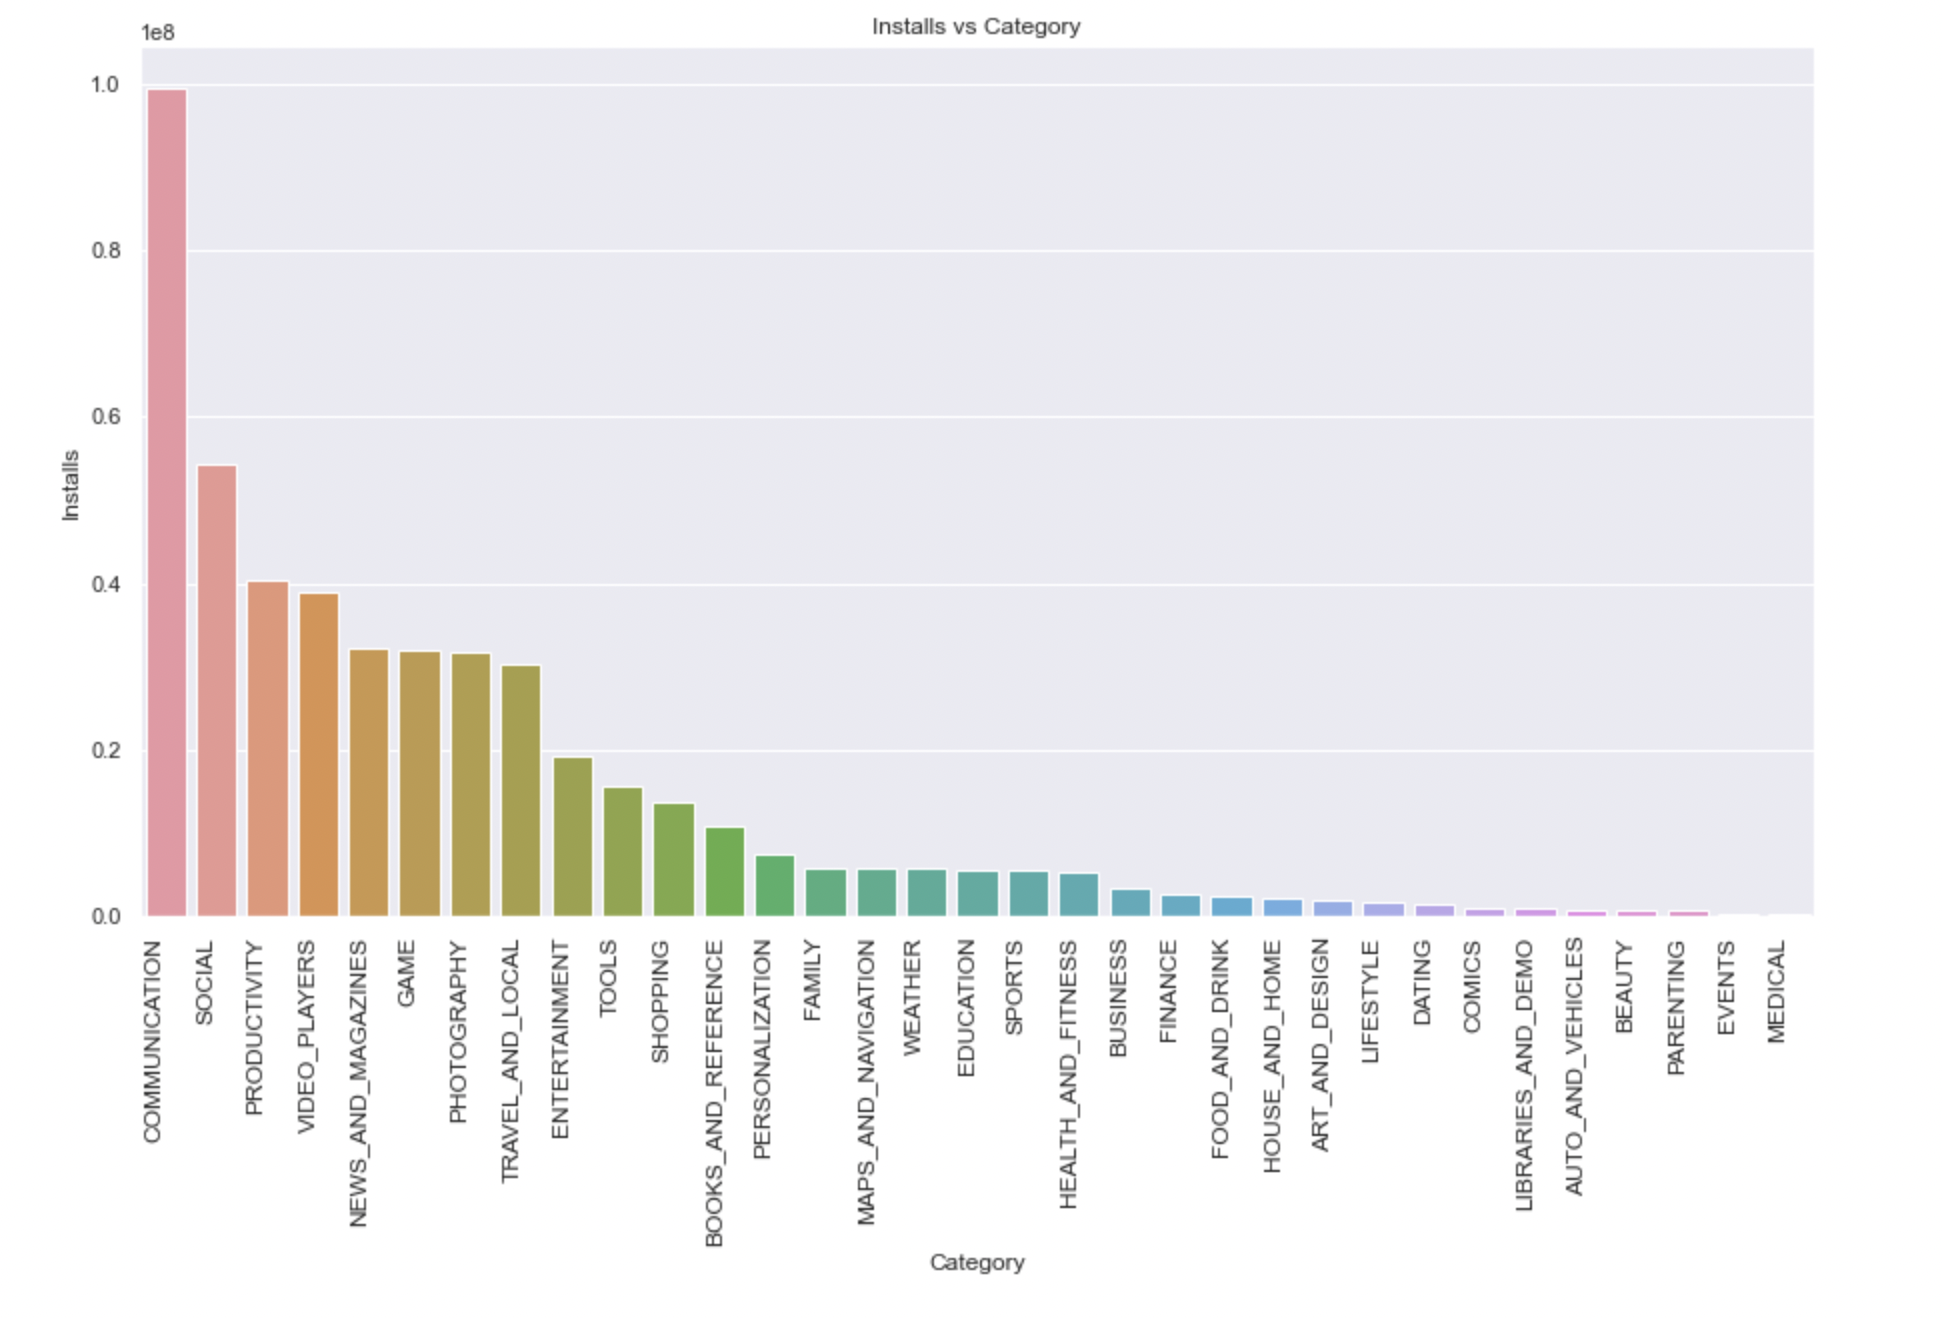 Installs vs Category
1e8
1.0
0.8
0.6
0.4
0.2
0.0
Installs
COMMUNICATION
SOCIAL
PRODUCTIVITY
VIDEO_PLAYERS
NEWS_AND_MAGAZINES
GAME
PHOTOGRAPHY
TRAVEL_AND_LOCAL
ENTERTAINMENT
TOOLS
SHOPPING
BOOKS_AND_REFERENCE
PERSONALIZATION
FAMILY
MAPS_AND_NAVIGATION
WEATHER
EDUCATION
SPORTS
HEALTH_AND_FITNESS
BUSINESS
FINANCE
FOOD_AND_DRINK
HOUSE_AND_HOME
ART_AND_DESIGN
LIFESTYLE
DATING
COMICS
LIBRARIES_AND_DEMO
AUTO_AND_VEHICLES
BEAUTY
PARENTING
EVENTS
MEDICAL
Category